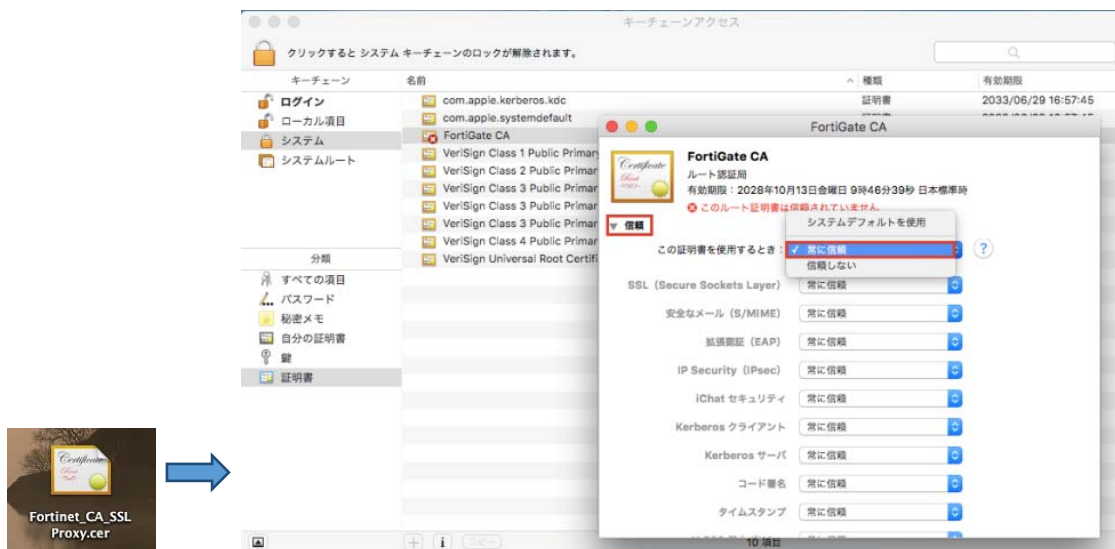 キーチェーンアクセス
クリックすると システム キーチェーンのロックが解除されます。
キーチェーン
ログイン
ローカル項目
システム
システムルート
分類
すべての項目
パスワード
秘密メモ
自分の証明書
鍵
証明書
名前 種類 有効期限
com.apple.kerberos.kdc 証明書 2033/06/29 16:57:45
com.apple.systemdefault
FortiGate CA
VeriSign Class 1 Public Primary
VeriSign Class 2 Public Primar
VeriSign Class 3 Public Primar
VeriSign Class 3 Public Primar
VeriSign Class 3 Public Primar
VeriSign Class 4 Public Primar
VeriSign Universal Root Certifi
FortiGate CA
Certificate
Root
FortiGate CA
ルート認証局
有効期限：2028年10月13日金曜日 9時46分39秒 日本標準時
このルート証明書は信頼されていません
信頼
システムデフォルトを使用
この証明書を使用するとき： ✓ 常に信頼 ?
信頼しない
SSL（Secure Sockets Layer） 常に信頼
安全なメール（S/MIME） 常に信頼
拡張認証（EAP） 常に信頼
IP Security（IPsec） 常に信頼
iChat セキュリティ 常に信頼
Kerberos クライアント 常に信頼
Kerberos サーバ 常に信頼
コード署名 常に信頼
タイムスタンプ 常に信頼
コピー
10 項目
Certificate
Root
Fortinet_CA_SSL
Proxy.cer